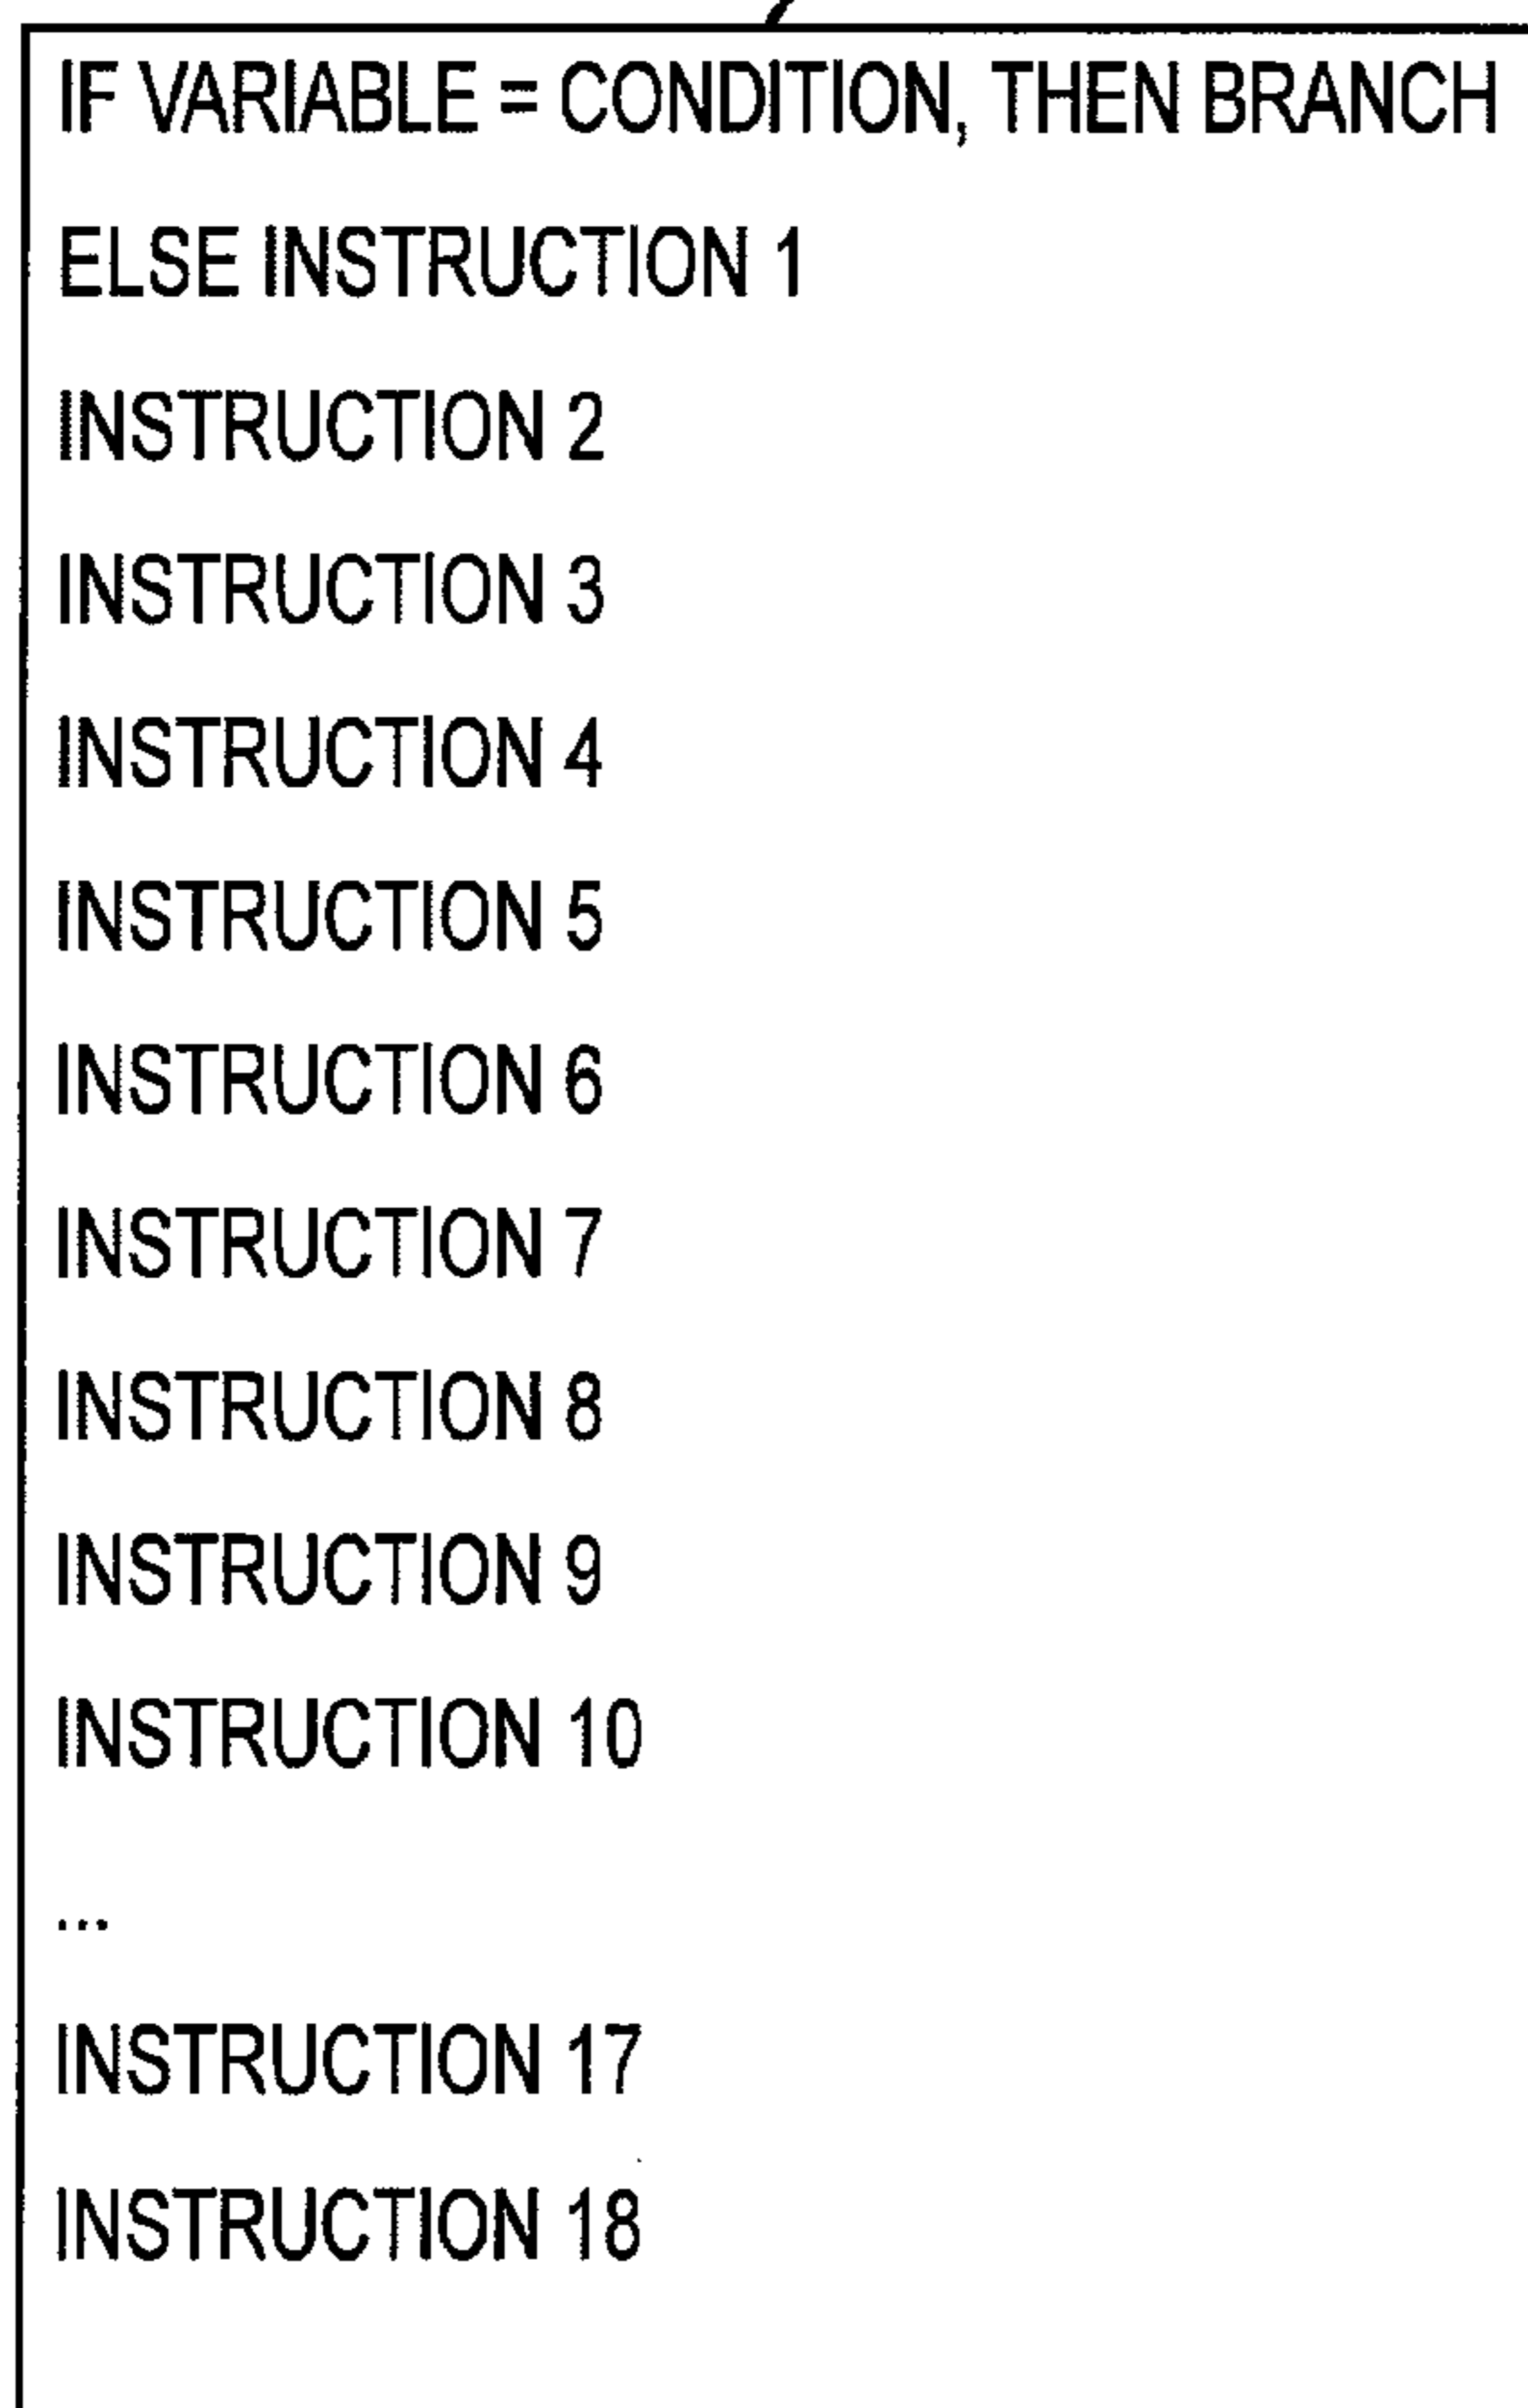 IF VARIABLE = CONDITION, THEN BRANCH
ELSE INSTRUCTION 1
INSTRUCTION 2
INSTRUCTION 3
INSTRUCTION 4
INSTRUCTION 5
INSTRUCTION 6
INSTRUCTION 7
INSTRUCTION 8
INSTRUCTION 9
INSTRUCTION 10
...
INSTRUCTION 17
INSTRUCTION 18